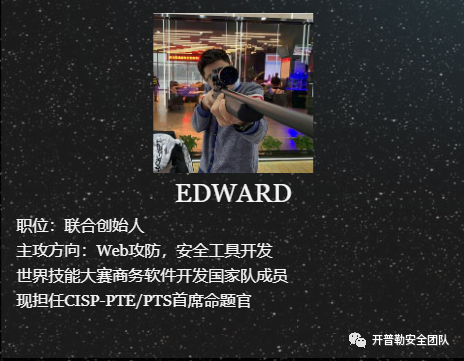 EDWARD
职位：联合创始人
主攻方向：Web攻防，安全工具开发
世界技能大赛商务软件开发国家队成员
现担任CISP-PTE/PTS首席命题官
开普勒安全团队